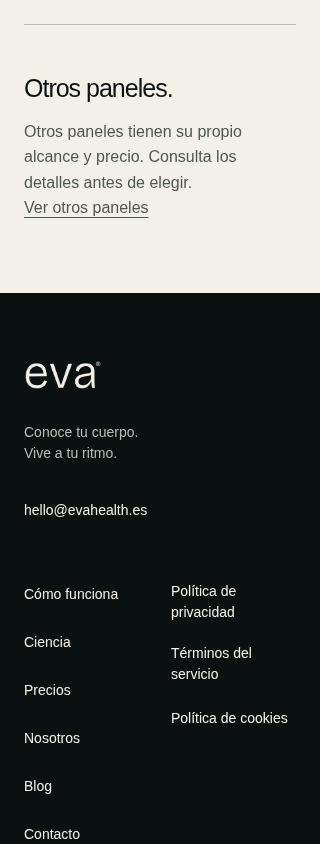 Otros paneles.
Otros paneles tienen su propio
alcance y precio. Consulta los
detalles antes de elegir.
Ver otros paneles
eva®
Conoce tu cuerpo.
Vive a tu ritmo.
hello@evahealth.es
Cómo funciona
Ciencia
Precios
Nosotros
Blog
Contacto
Política de
privacidad
Términos del
servicio
Política de cookies